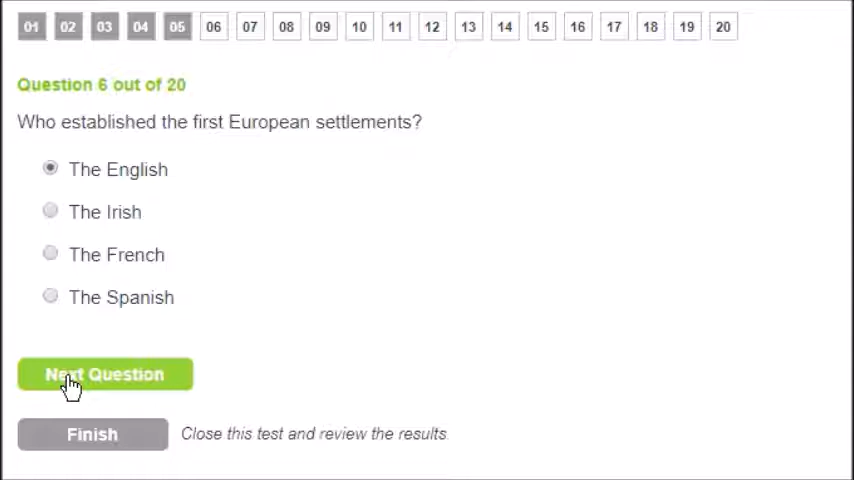 01 02 03 04 05 06 07 08 09 10 11 12 13 14 15 16 17 18 19 20
Question 6 out of 20
Who established the first European settlements?
The English
The Irish
The French
The Spanish
Next Question
Finish Close this test and review the results.